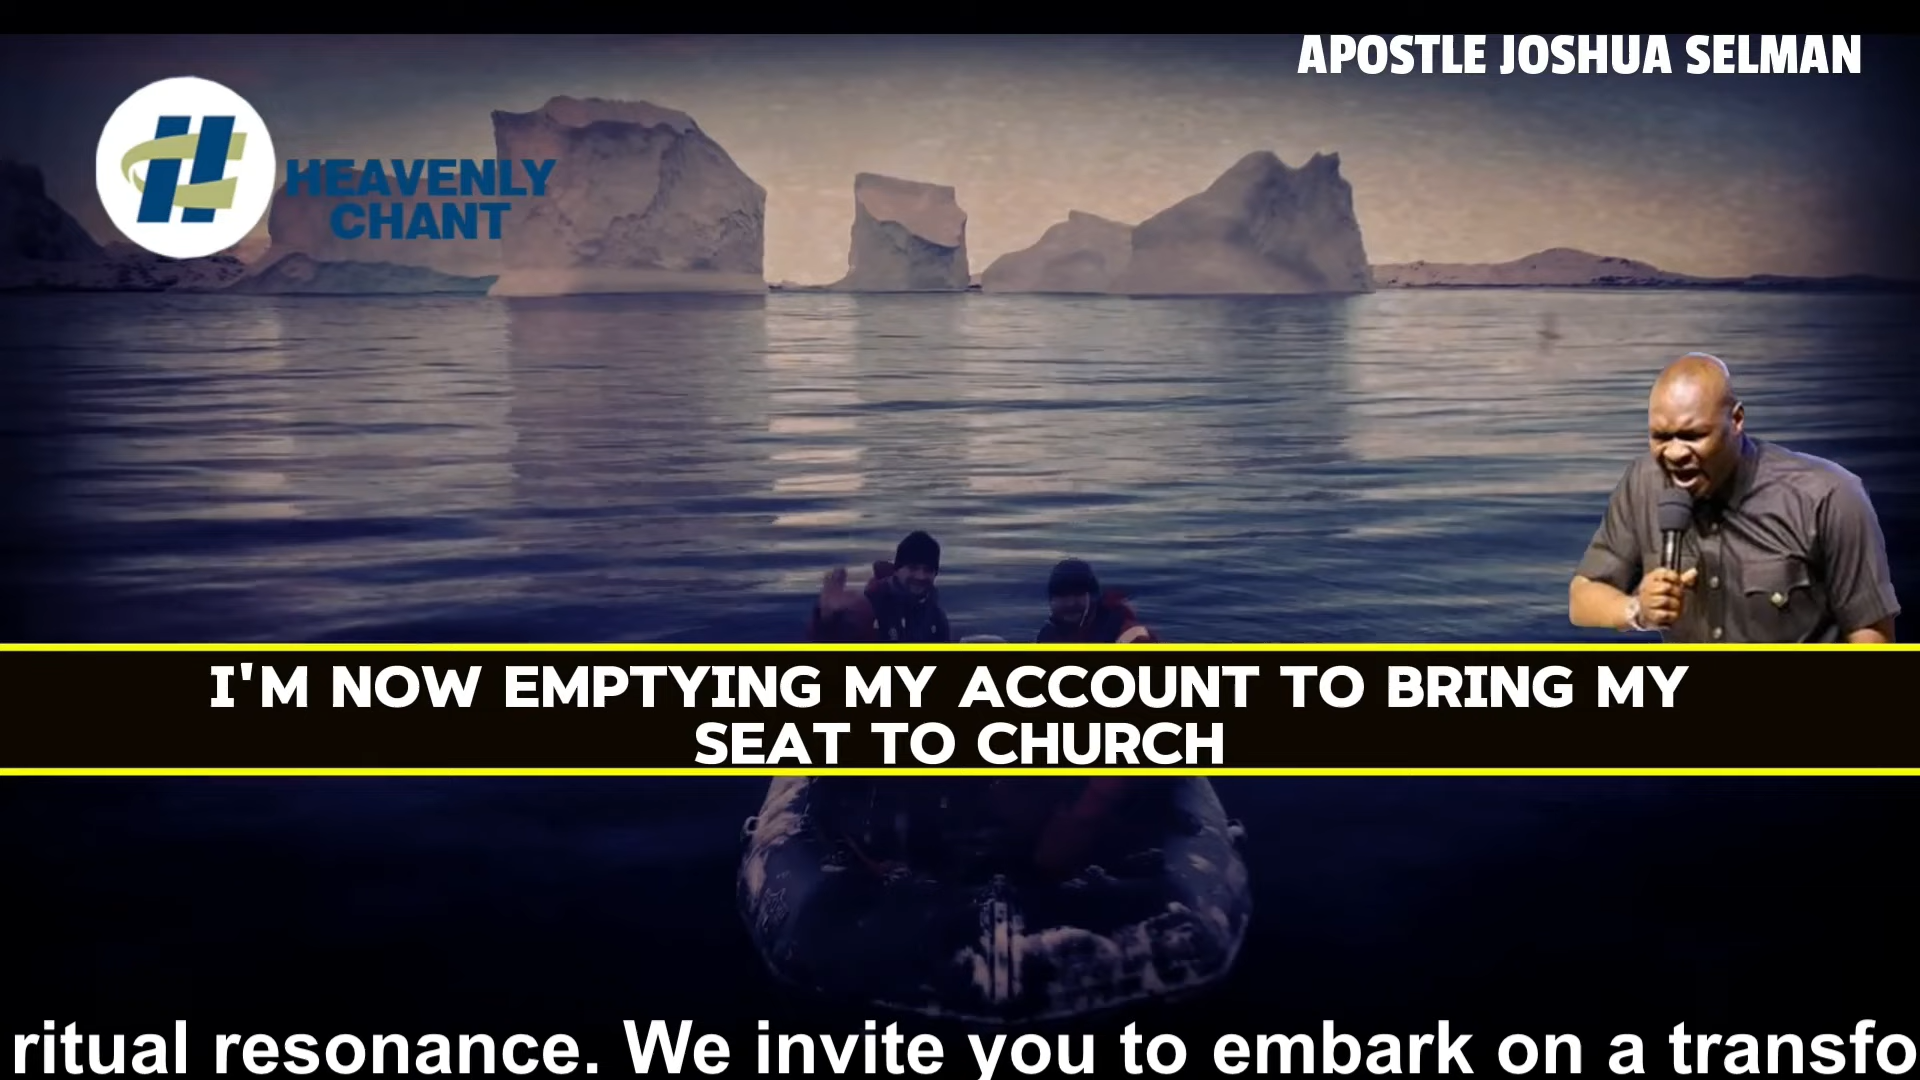 APOSTLE JOSHUA SELMAN
HEAVENLY
CHANT
I'M NOW EMPTYING MY ACCOUNT TO BRING MY
SEAT TO CHURCH
ritual resonance. We invite you to embark on a transfo